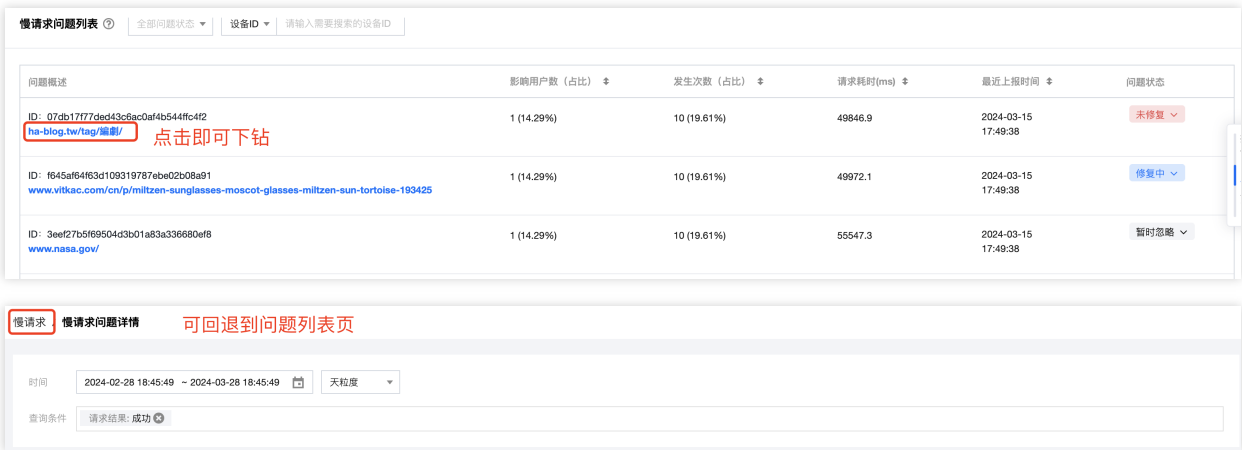 慢请求问题列表 全部问题状态 设备ID 请输入需要搜索的设备ID
问题概述 影响用户数（占比） 发生次数（占比） 请求耗时(ms) 最近上报时间 问题状态
ID: 07db17f77ded43c6ac0af4b544ffc4f2
ha-blog.tw/tag/編劇/ 点击即可下钻 1 (14.29%) 10 (19.61%) 49846.9 2024-03-15 17:49:38 未修复
ID: f645af64f63d109319787ebe02b08a91
www.vitkac.com/cn/p/miltzen-sunglasses-moscot-glasses-miltzen-sun-tortoise-193425 1 (14.29%) 10 (19.61%) 49972.1 2024-03-15 17:49:38 修复中
ID: 3eef27b5f69504d3b01a83a336680ef8
www.nasa.gov/ 1 (14.29%) 10 (19.61%) 55547.3 2024-03-15 17:49:38 暂时忽略
慢请求 / 慢请求问题详情 可回退到问题列表页
时间 2024-02-28 18:45:49 ~ 2024-03-28 18:45:49 天粒度
查询条件 请求结果: 成功